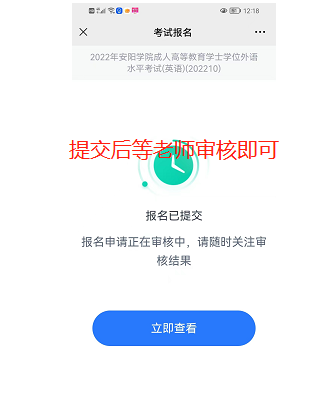 12:18
考试报名
2022年安阳学院成人高等教育学士学位外语
水平考试(英语)(202210)
提交后等老师审核即可
报名已提交
报名申请正在审核中，请随时关注审
核结果
立即查看